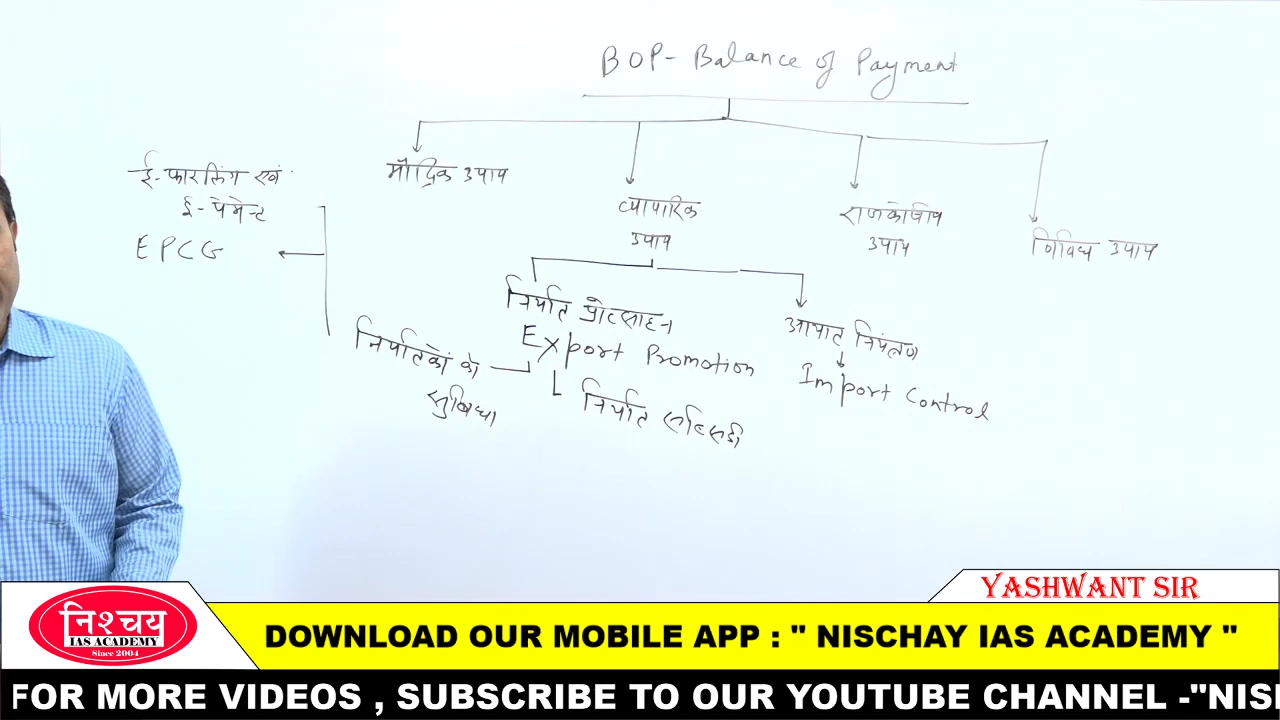 BOP - Balance of Payment
मौद्रिक उपाय
व्यापारिक
उपाय
राजकोषीय
उपाय
विविध उपाय
ई-फारलिंग एवं
ई-पेमेन्ट
EPCG
निर्यात प्रोत्साहन
Export Promotion
निर्यात सब्सिडी
निर्यातकों को
सुविधा
आयात नियंत्रण
Import Control
YASHWANT SIR
निश्चय
IAS ACADEMY
Since 2004
DOWNLOAD OUR MOBILE APP : " NISCHAY IAS ACADEMY "
FOR MORE VIDEOS , SUBSCRIBE TO OUR YOUTUBE CHANNEL -"NIS